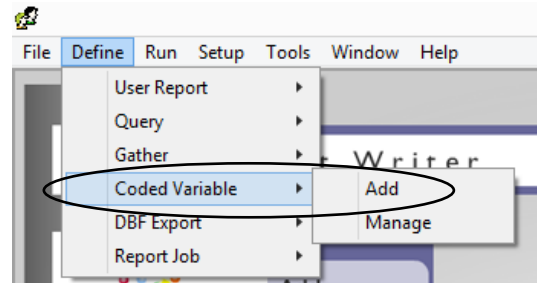 File Define Run Setup Tools Window Help
User Report
Query
Gather
Writer
Coded Variable Add
DBF Export Manage
Report Job